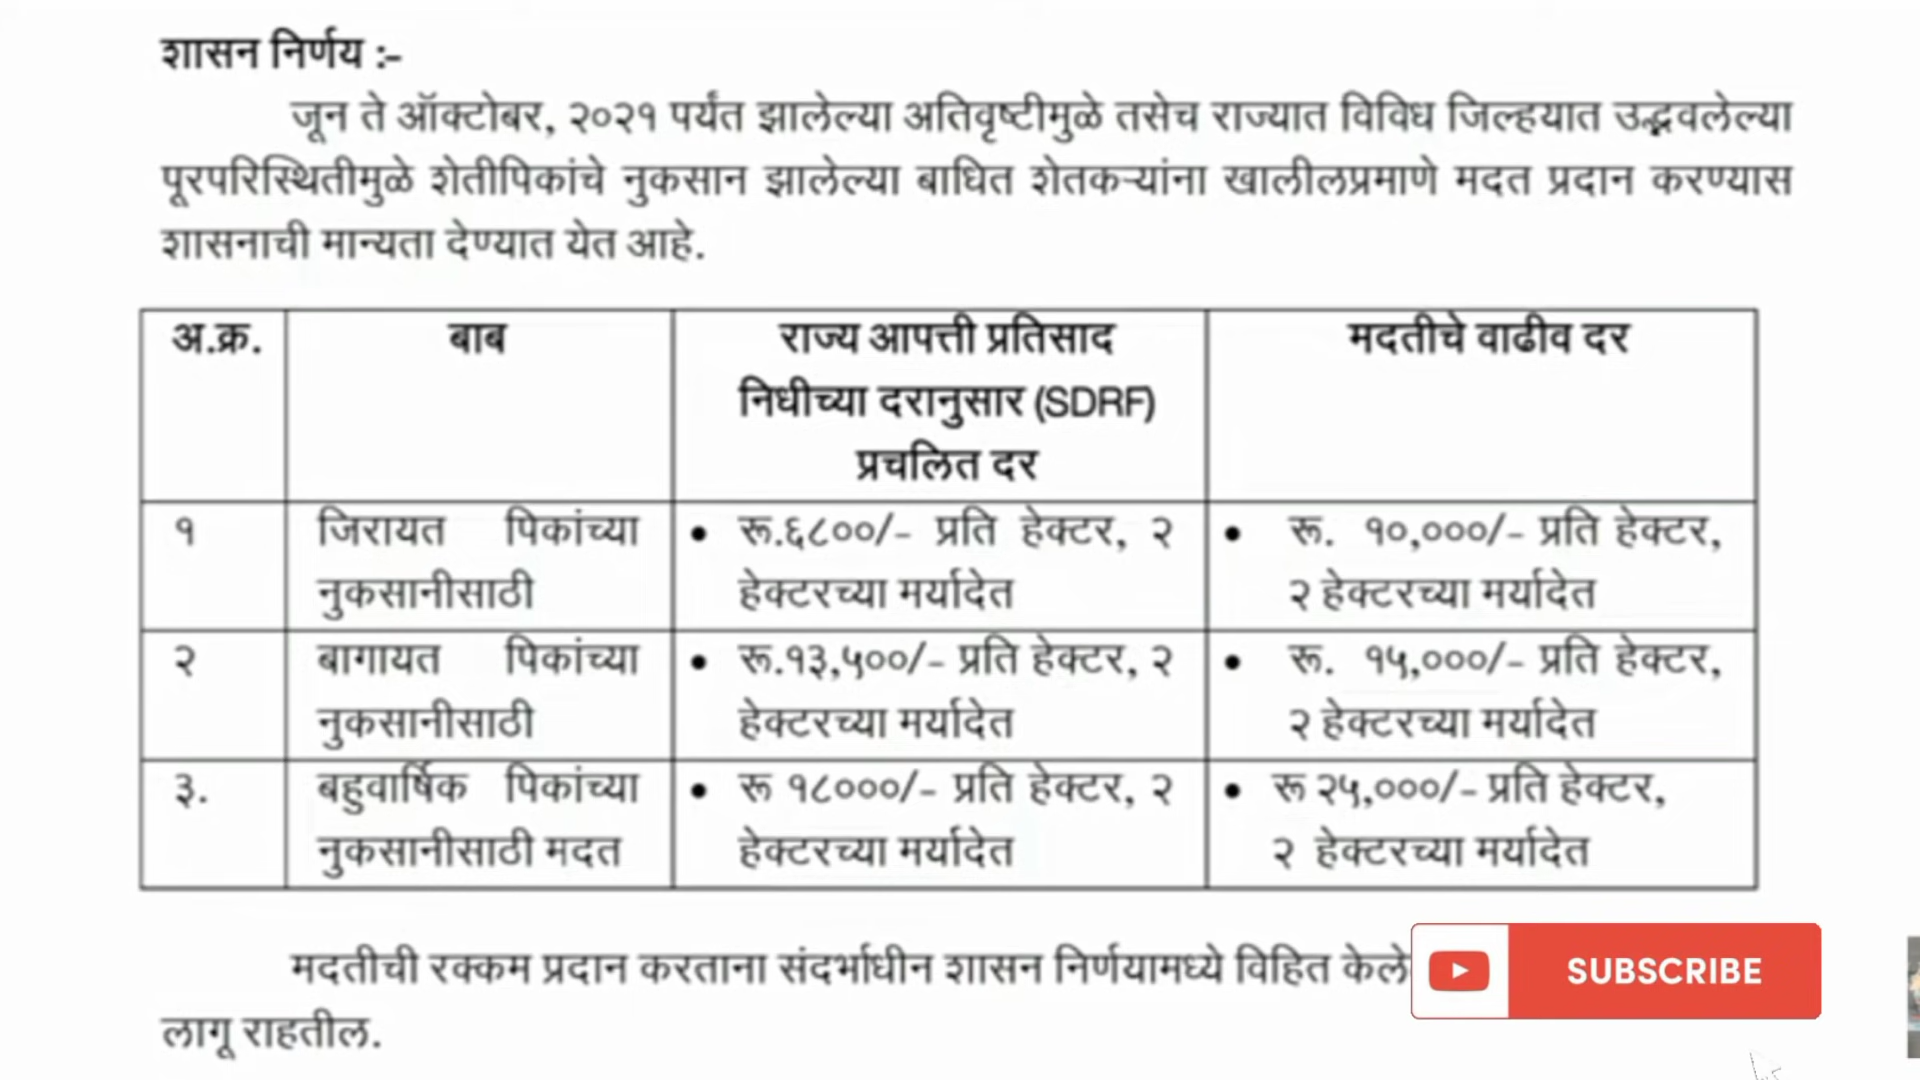 शासन निर्णय :-
जून ते ऑक्टोबर, २०२१ पर्यंत झालेल्या अतिवृष्टीमुळे तसेच राज्यात विविध जिल्हयात उद्भवलेल्या
पूरपरिस्थितीमुळे शेतीपिकांचे नुकसान झालेल्या बाधित शेतकऱ्यांना खालीलप्रमाणे मदत प्रदान करण्यास
शासनाची मान्यता देण्यात येत आहे.
अ.क्र. बाब राज्य आपत्ती प्रतिसाद मदतीचे वाढीव दर
निधीच्या दरानुसार (SDRF)
प्रचलित दर
१ जिरायत पिकांच्या • रू.६८००/- प्रति हेक्टर, २ • रू. १०,०००/- प्रति हेक्टर,
नुकसानीसाठी हेक्टरच्या मर्यादेत २ हेक्टरच्या मर्यादेत
२ बागायत पिकांच्या • रू.१३,५००/- प्रति हेक्टर, २ • रू. १५,०००/- प्रति हेक्टर,
नुकसानीसाठी हेक्टरच्या मर्यादेत २ हेक्टरच्या मर्यादेत
३. बहुवार्षिक पिकांच्या • रू १८०००/- प्रति हेक्टर, २ • रू २५,०००/- प्रति हेक्टर,
नुकसानीसाठी मदत हेक्टरच्या मर्यादेत २ हेक्टरच्या मर्यादेत
मदतीची रक्कम प्रदान करताना संदर्भाधीन शासन निर्णयामध्ये विहित केले SUBSCRIBE
लागू राहतील.